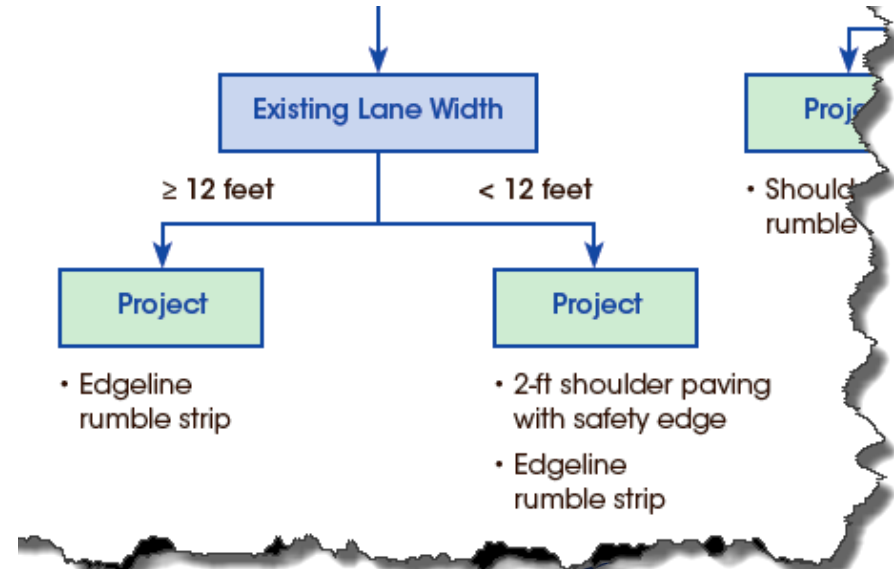 Existing Lane Width
≥ 12 feet
< 12 feet
Project
• Edgeline
rumble strip
Project
• 2-ft shoulder paving
with safety edge
• Edgeline
rumble strip
•
rumble